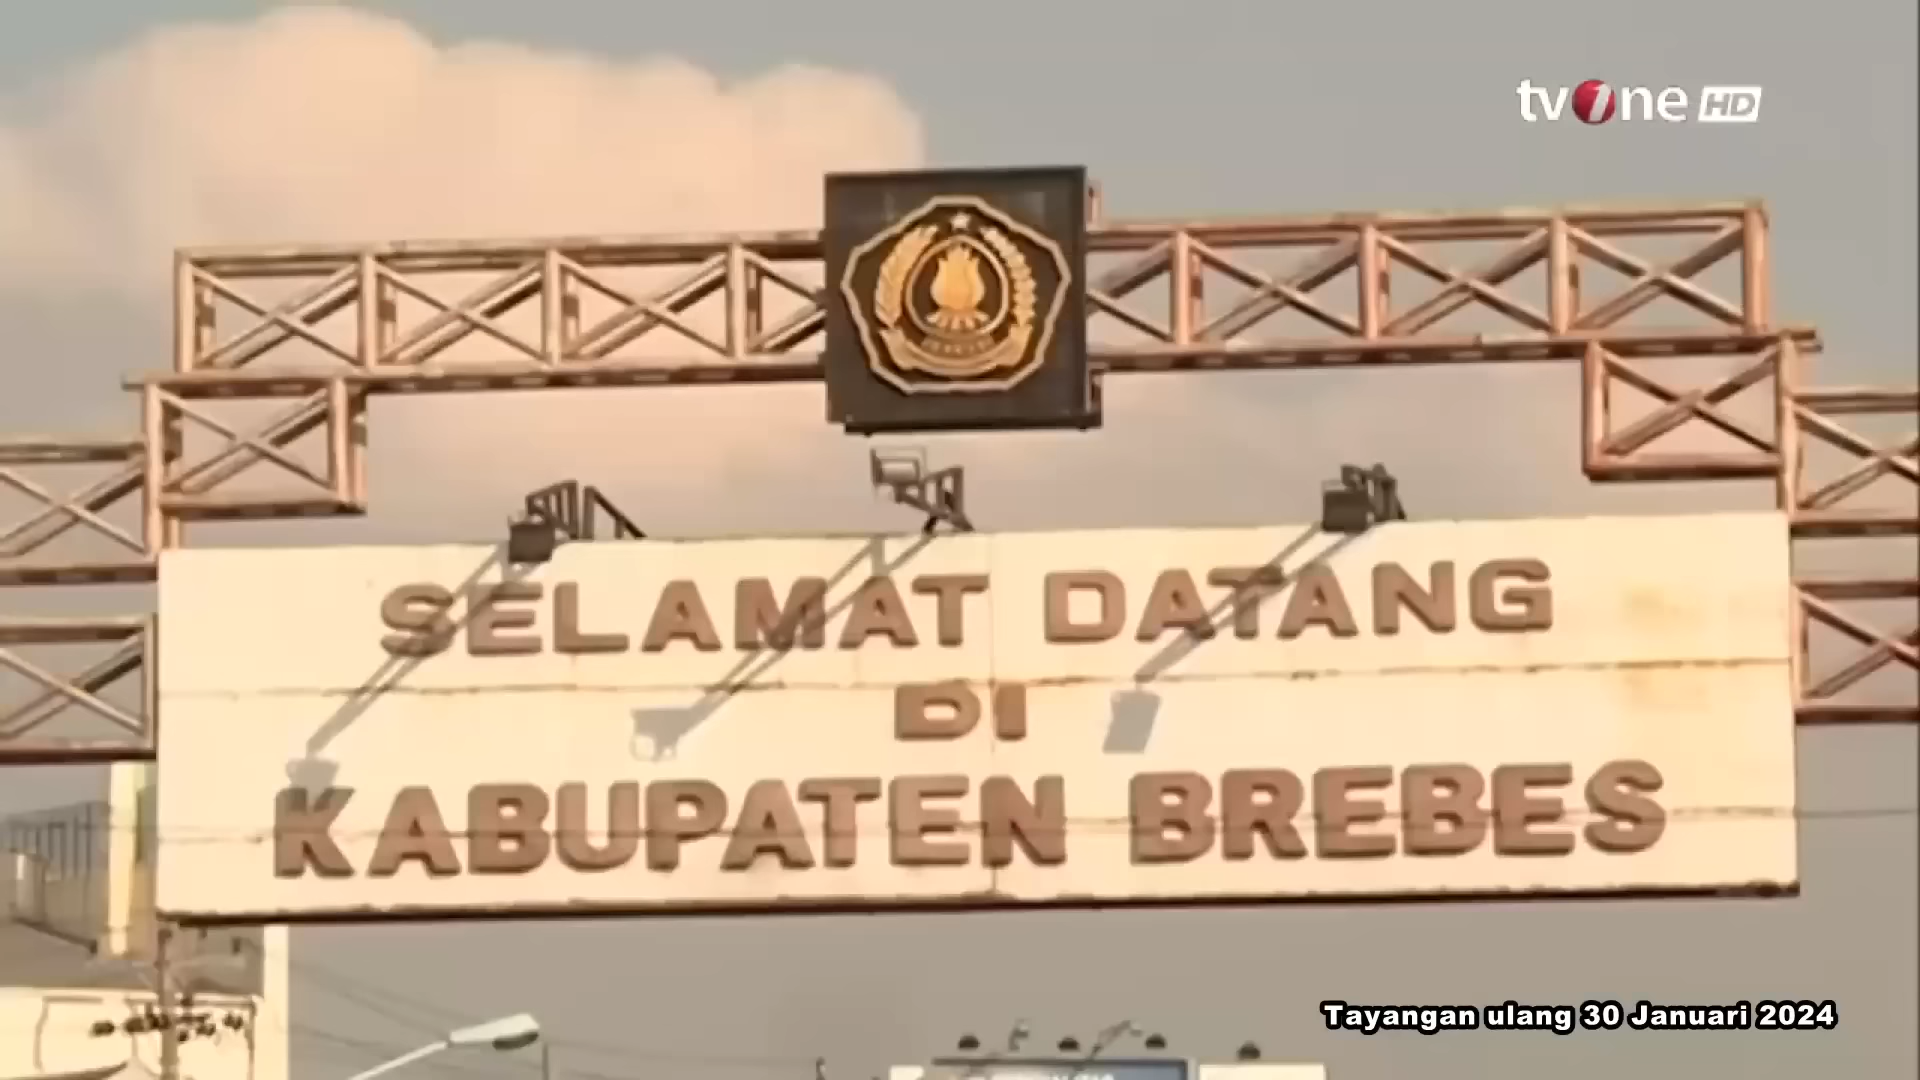 tvOne HD
SELAMAT DATANG
DI
KABUPATEN BREBES
Tayangan ulang 30 Januari 2024